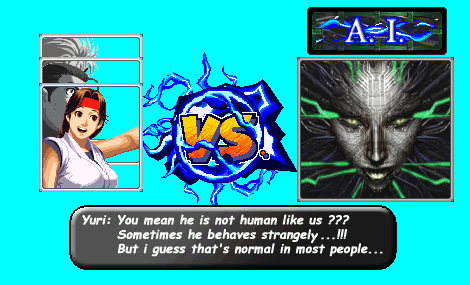 A. I.
VS.
Yuri: You mean he is not human like us ???
Sometimes he behaves strangely...!!!
But i guess that's normal in most people...